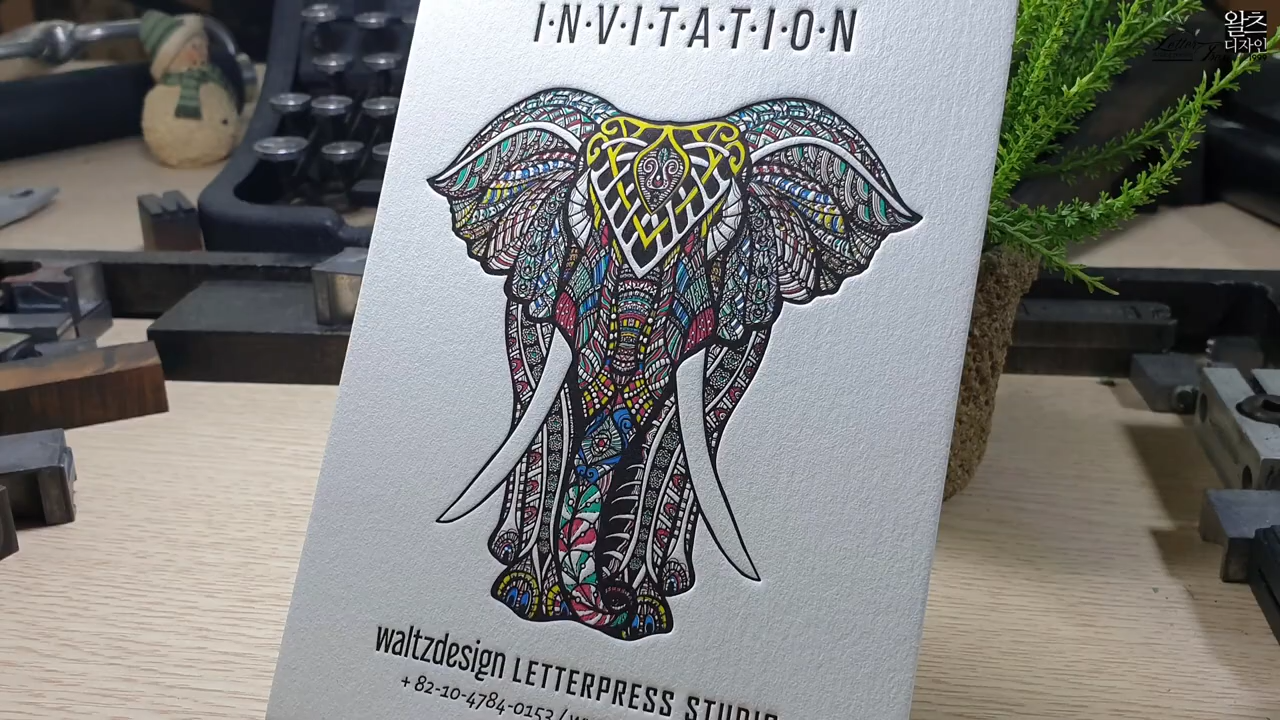 I·N·V·I·T·A·T·I·O·N
왈츠
디자인
waltzdesign LETTERPRESS STUDIO
+ 82-10-4784-0153 /